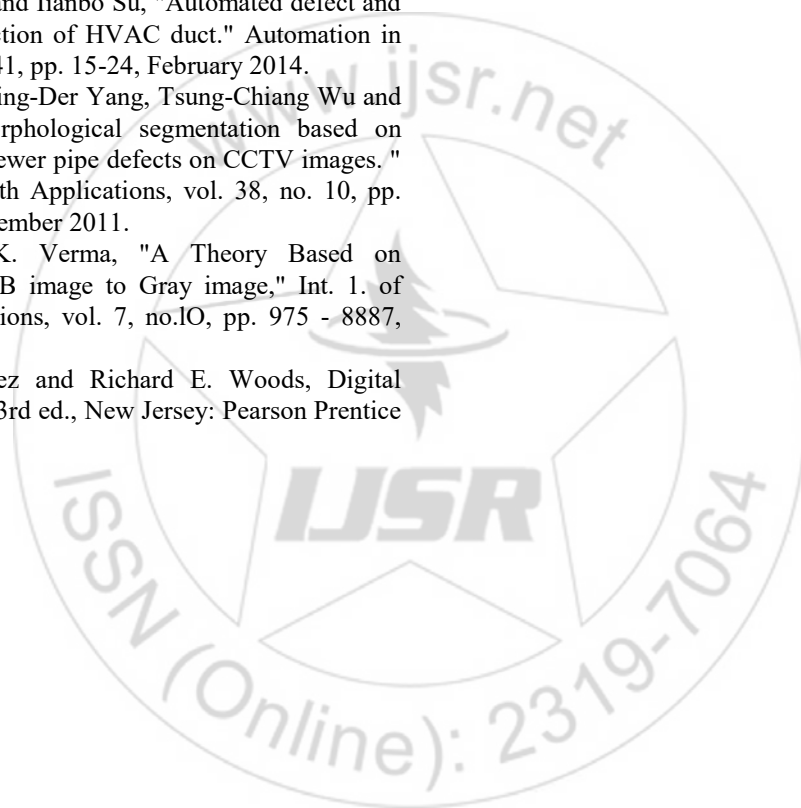 and Jianbo Su, "Automated defect and
ction of HVAC duct." Automation in
41, pp. 15-24, February 2014.
ing-Der Yang, Tsung-Chiang Wu and
orphological segmentation based on
ewer pipe defects on CCTV images. "
th Applications, vol. 38, no. 10, pp.
ember 2011.
K. Verma, "A Theory Based on
B image to Gray image," Int. 1. of
ions, vol. 7, no.lO, pp. 975 - 8887,
ez and Richard E. Woods, Digital
3rd ed., New Jersey: Pearson Prentice
www.ijsr.net
IJSR
ISSN (Online): 2319-7064